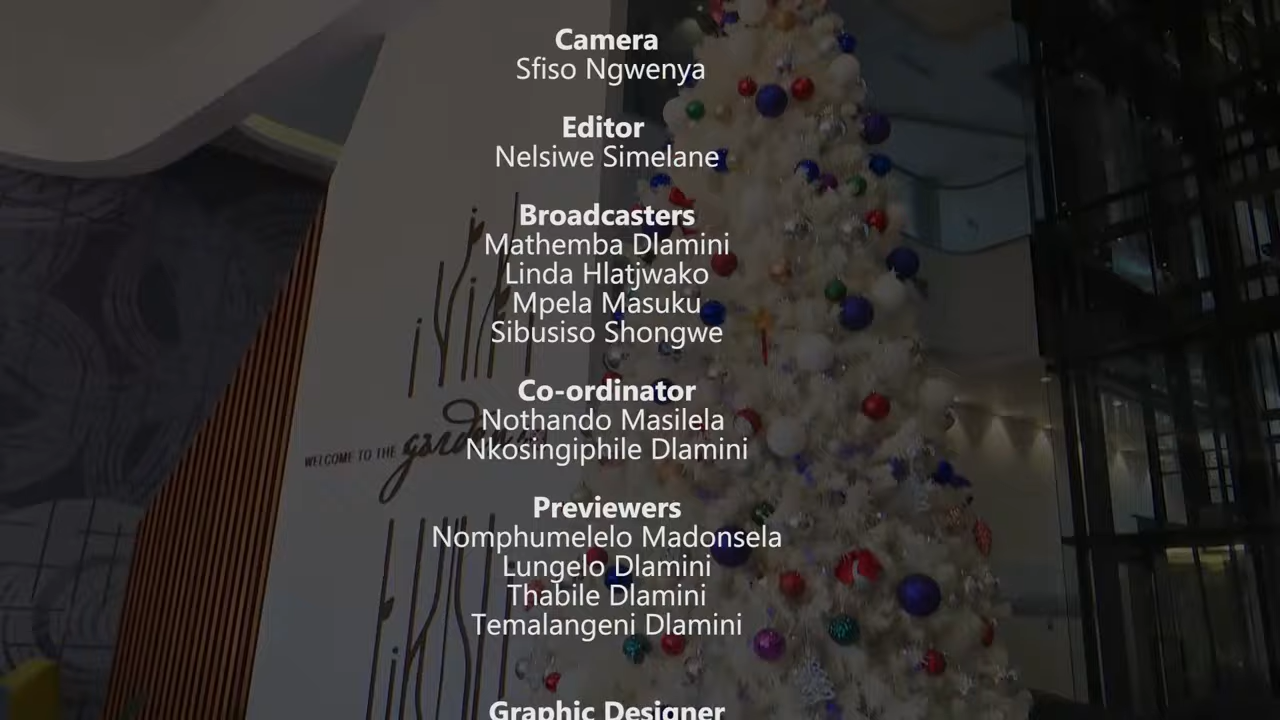 Camera
Sfiso Ngwenya
Editor
Nelsiwe Simelane
Broadcasters
Mathemba Dlamini
Linda Hlatjwako
Mpela Masuku
Sibusiso Shongwe
Co-ordinator
Nothando Masilela
WELCOME TO THE
Nkosingiphile Dlamini
Previewers
Nomphumelelo Madonsela
Lungelo Dlamini
Thabile Dlamini
Temalangeni Dlamini
Graphic Designer